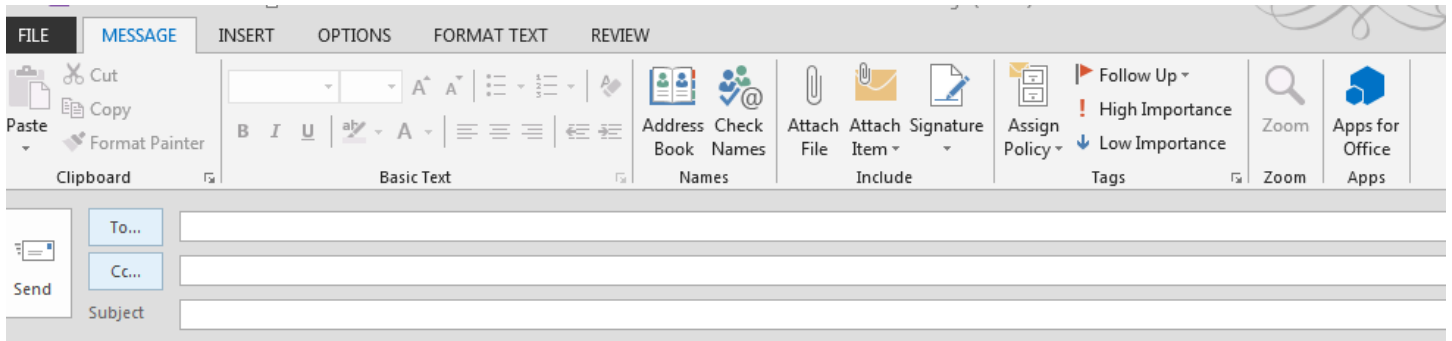 FILE MESSAGE INSERT OPTIONS FORMAT TEXT REVIEW
Cut
Copy
Format Painter
Paste
Clipboard
A A
B I U aby A
Basic Text
Address Book
Check Names
Names
Attach File
Attach Item
Signature
Include
Assign Policy
Follow Up
! High Importance
Low Importance
Tags
Zoom
Zoom
Apps for Office
Apps
Send
To...
Cc...
Subject